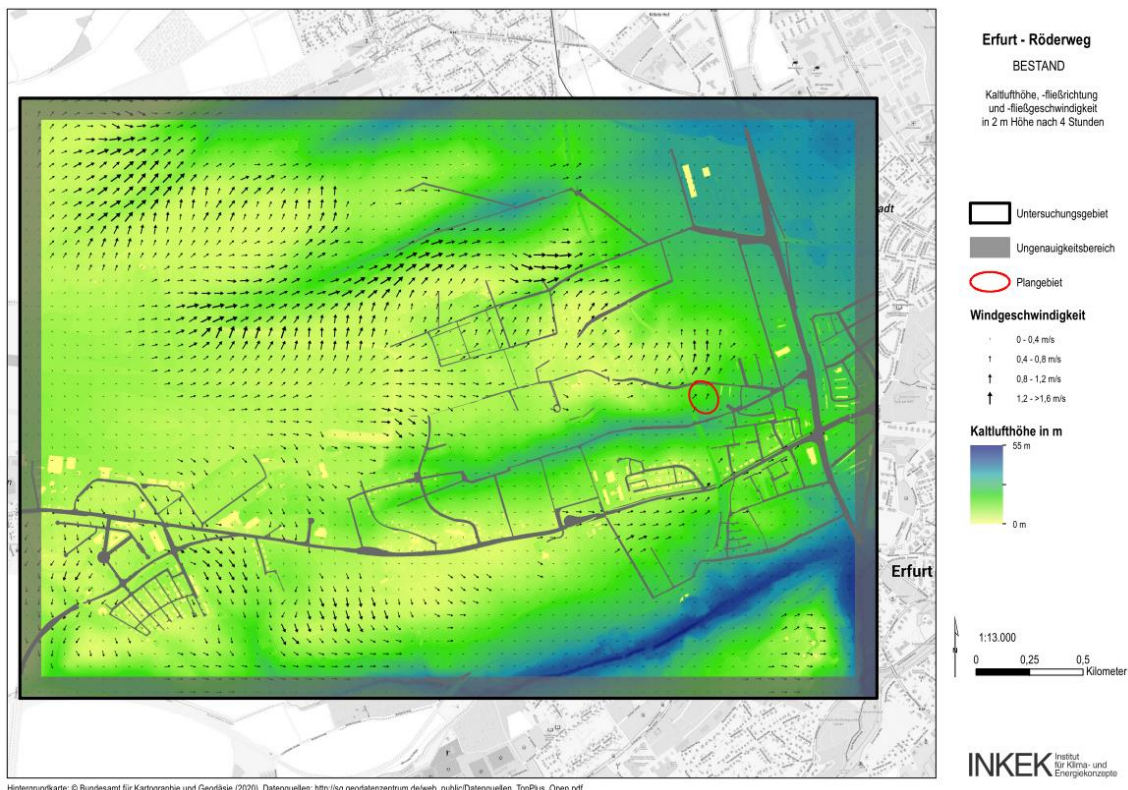 Erfurt - Röderweg
BESTAND
Kaltlufthöhe, -fließrichtung
und -fließgeschwindigkeit
in 2 m Höhe nach 4 Stunden
adt
Untersuchungsgebiet
Ungenauigkeitsbereich
Plangebiet
Windgeschwindigkeit
0 - 0,4 m/s
0,4 - 0,8 m/s
0,8 - 1,2 m/s
1,2 - >1,6 m/s
Kaltlufthöhe in m
55 m
0 m
Erfurt
N
1:13.000
0 0,25 0,5
Kilometer
INKEK Institut
für Klima- und
Energiekonzepte
Hintergrundkarte: © Bundesamt für Kartographie und Geodäsie (2020), Datenquellen: http://sg.geodatenzentrum.de/web_public/Datenquellen_TopPlus_Open.pdf